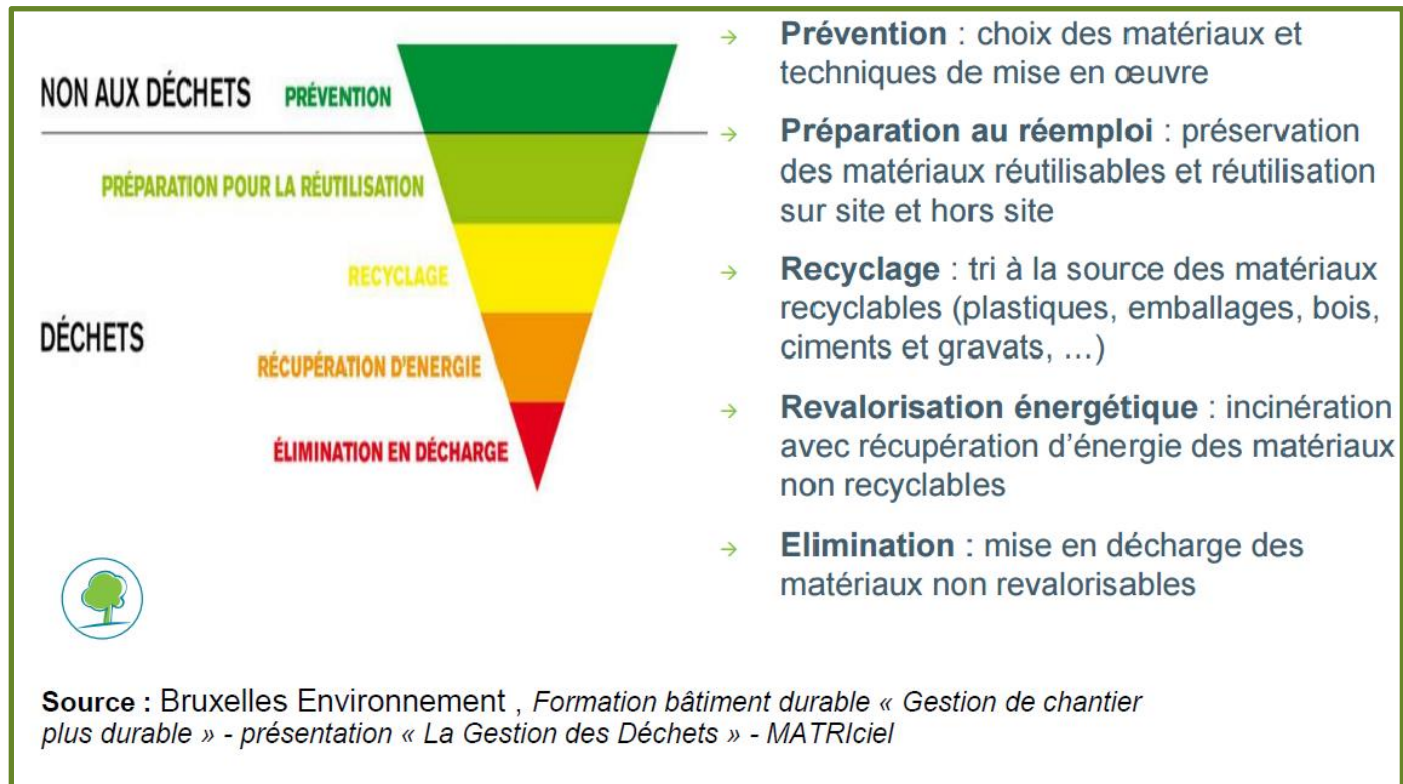 NON AUX DÉCHETS
PRÉVENTION
PRÉPARATION POUR LA RÉUTILISATION
RECYCLAGE
DÉCHETS
RÉCUPÉRATION D'ENERGIE
ÉLIMINATION EN DÉCHARGE
→ Prévention : choix des matériaux et
techniques de mise en œuvre
→ Préparation au réemploi : préservation
des matériaux réutilisables et réutilisation
sur site et hors site
→ Recyclage : tri à la source des matériaux
recyclables (plastiques, emballages, bois,
ciments et gravats, …)
→ Revalorisation énergétique : incinération
avec récupération d'énergie des matériaux
non recyclables
→ Elimination : mise en décharge des
matériaux non revalorisables
Source : Bruxelles Environnement , Formation bâtiment durable « Gestion de chantier
plus durable » - présentation « La Gestion des Déchets » - MATRIciel